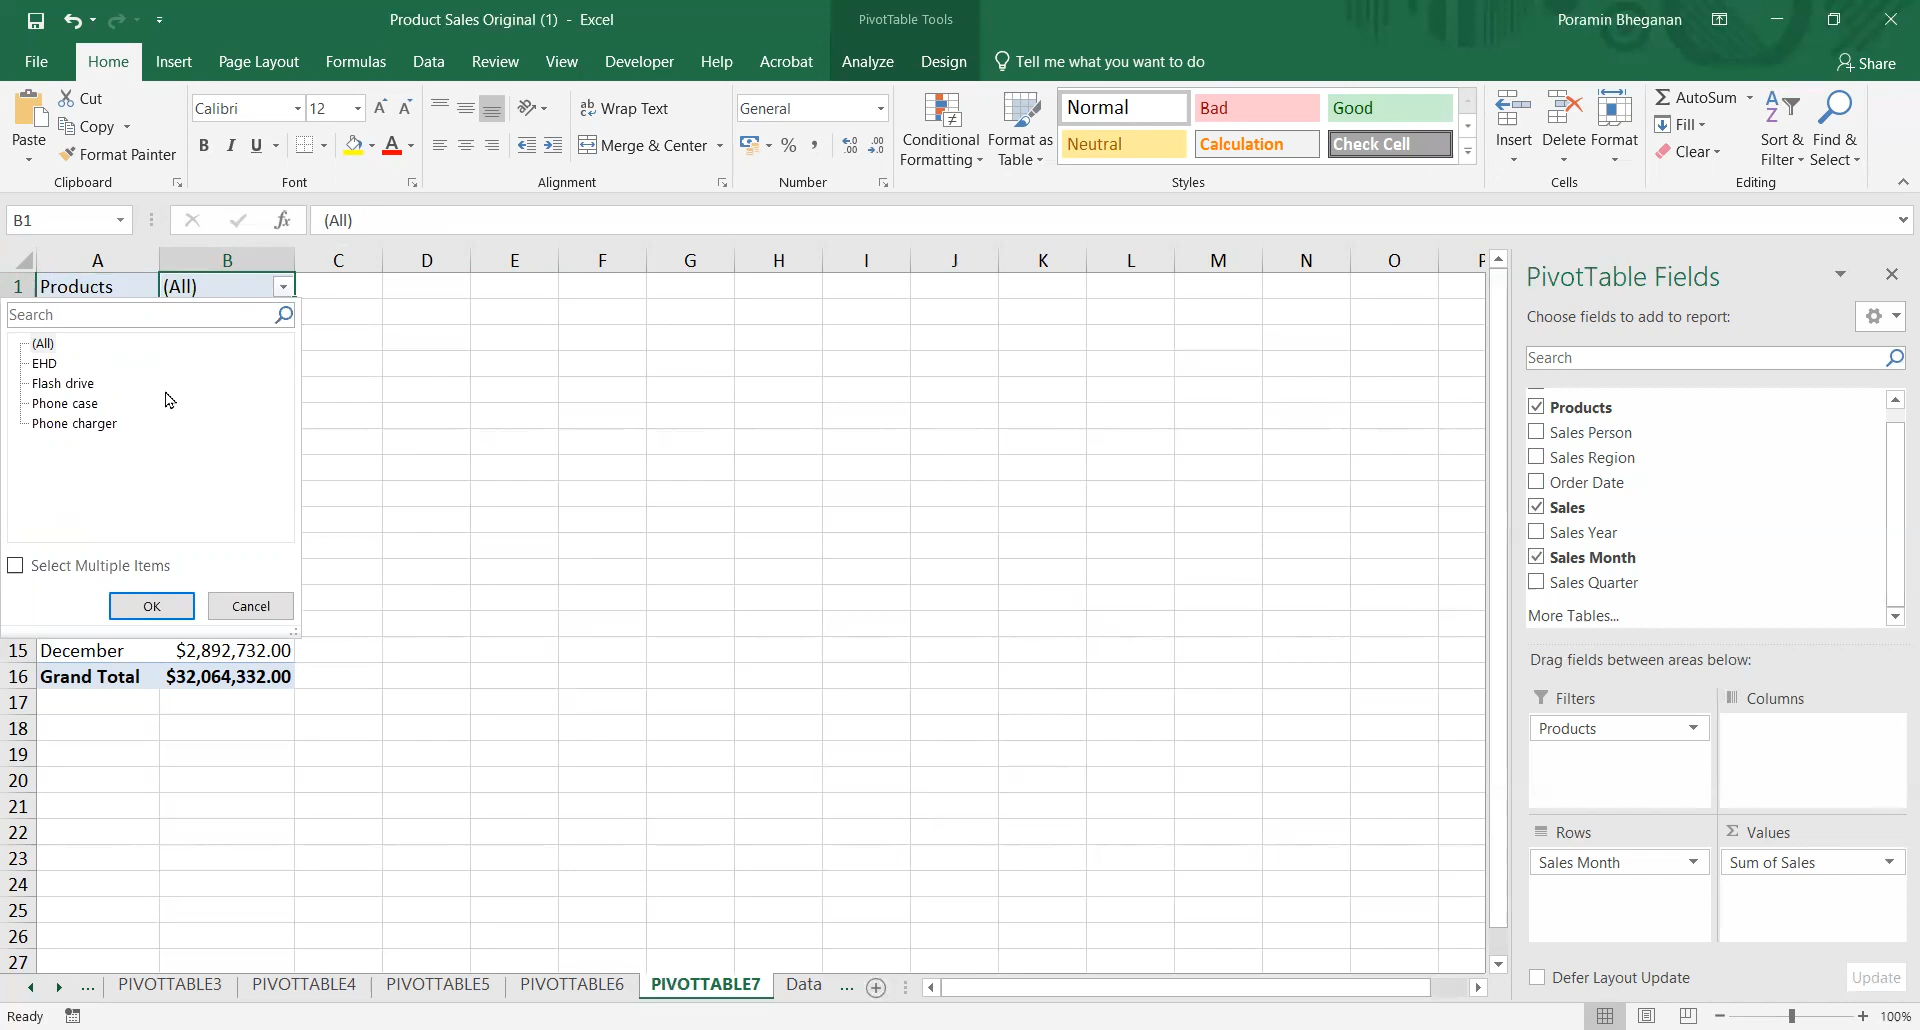 Product Sales Original (1) - Excel
PivotTable Tools
Poramin Bheganan
File Home Insert Page Layout Formulas Data Review View Developer Help Acrobat Analyze Design Tell me what you want to do Share
Paste
Cut
Copy
Format Painter
Clipboard
Calibri 12
B I U
Font
Wrap Text
Merge & Center
Alignment
General
Number
Conditional Formatting
Format as Table
Normal Bad Good
Neutral Calculation Check Cell
Styles
Insert Delete Format
Cells
AutoSum
Fill
Clear
Sort & Filter
Find & Select
Editing
B1 fx (All)
A B C D E F G H I J K L M N O P
1 Products (All)
Search
(All)
EHD
Flash drive
Phone case
Phone charger
Select Multiple Items
OK Cancel
15 December $2,892,732.00
16 Grand Total $32,064,332.00
17
18
19
20
21
22
23
24
25
26
27
PivotTable Fields
Choose fields to add to report:
Search
Products
Sales Person
Sales Region
Order Date
Sales
Sales Year
Sales Month
Sales Quarter
More Tables...
Drag fields between areas below:
Filters Columns
Products
Rows Values
Sales Month Sum of Sales
Defer Layout Update Update
... PIVOTTABLE3 PIVOTTABLE4 PIVOTTABLE5 PIVOTTABLE6 PIVOTTABLE7 Data ...
Ready 100%